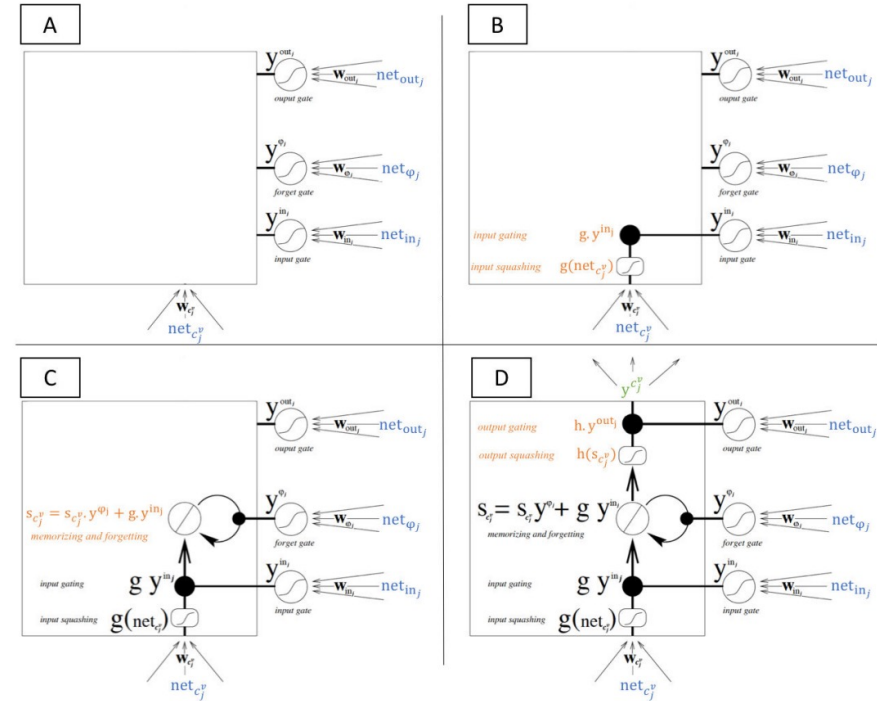 A
y^out_j
w_out_j
net_out_j
ouput gate
y^φ_j
w_φ_j
net_φ_j
forget gate
y^in_j
w_in_j
net_in_j
input gate
w_c_j^v
net_c_j^v
B
y^out_j
w_out_j
net_out_j
ouput gate
y^φ_j
w_φ_j
net_φ_j
forget gate
input gating
g.y^in_j
y^in_j
w_in_j
net_in_j
input squashing
g(net_c_j^v)
input gate
w_c_j^v
net_c_j^v
C
y^out_j
w_out_j
net_out_j
ouput gate
s_c_j^v = s_c_j^v. y^φ_j + g. y^in_j
y^φ_j
w_φ_j
net_φ_j
memorizing and forgetting
forget gate
input gating
g y^in_j
y^in_j
w_in_j
net_in_j
input squashing
g(net_c_j^v)
input gate
w_c_j^v
net_c_j^v
D
y^c_j^v
output gating
h. y^out_j
y^out_j
w_out_j
net_out_j
output squashing
h(s_c_j^v)
ouput gate
s_c_j^v = s_c_j^v y^φ_j + g y^in_j
y^φ_j
w_φ_j
net_φ_j
memorizing and forgetting
forget gate
input gating
g y^in_j
y^in_j
w_in_j
net_in_j
input squashing
g(net_c_j^v)
input gate
w_c_j^v
net_c_j^v